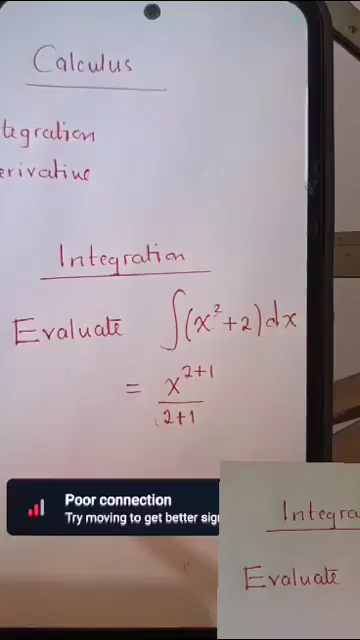 Calculus
tegration
erivative
Integration
Evaluate ∫(x²+2)dx
= x^(2+1)/(2+1)
Poor connection
Try moving to get better sig
Integra
Evaluate